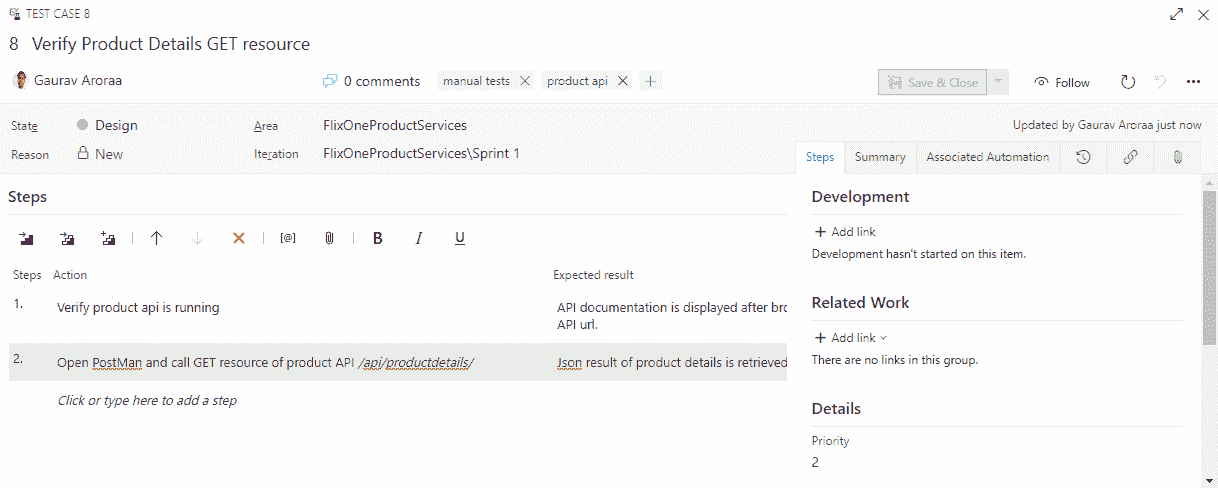 TEST CASE 8
8 Verify Product Details GET resource
Gaurav Aroraa
0 comments
manual tests
product api
Save & Close
Follow
State
Design
Area
FlixOneProductServices
Updated by Gaurav Aroraa just now
Reason
New
Iteration
FlixOneProductServices\Sprint 1
Steps
Summary
Associated Automation
Steps
[@]
B
I
U
Steps
Action
Expected result
1.
Verify product api is running
API documentation is displayed after
API url.
2.
Open PostMan and call GET resource of product API /api/productdetails/
Json result of product details is retrieved
Click or type here to add a step
Development
Add link
Development hasn't started on this item.
Related Work
Add link
There are no links in this group.
Details
Priority
2